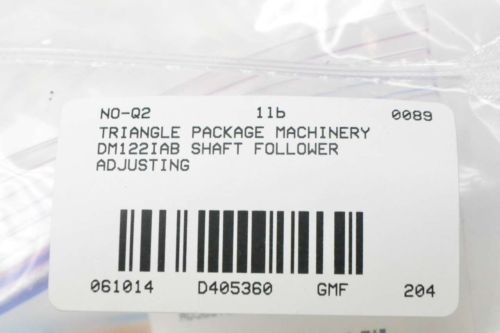 NO-Q2 1lb 0089
TRIANGLE PACKAGE MACHINERY
DM122IAB SHAFT FOLLOWER
ADJUSTING
061014 D405360 GMF 204